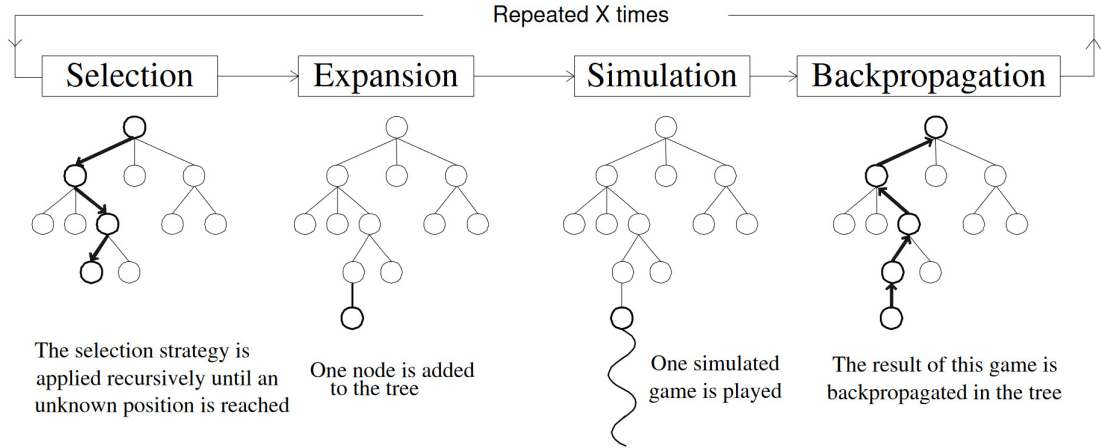 Repeated X times
Selection
Expansion
Simulation
Backpropagation
The selection strategy is
applied recursively until an
unknown position is reached
One node is added
to the tree
One simulated
game is played
The result of this game is
backpropagated in the tree